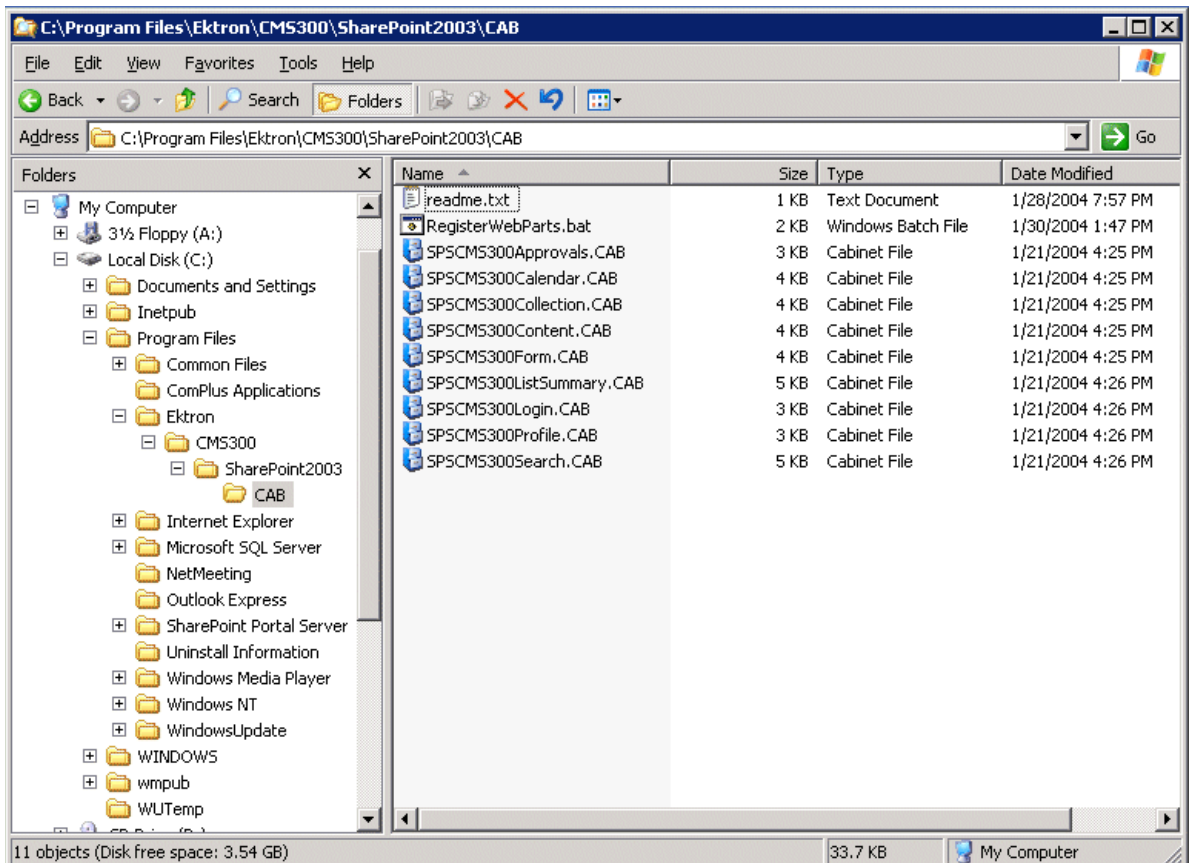 C:\Program Files\Ektron\CMS300\SharePoint2003\CAB
File Edit View Favorites Tools Help
Back Search Folders
Address C:\Program Files\Ektron\CMS300\SharePoint2003\CAB Go
Folders
My Computer
3½ Floppy (A:)
Local Disk (C:)
Documents and Settings
Inetpub
Program Files
Common Files
ComPlus Applications
Ektron
CMS300
SharePoint2003
CAB
Internet Explorer
Microsoft SQL Server
NetMeeting
Outlook Express
SharePoint Portal Server
Uninstall Information
Windows Media Player
Windows NT
WindowsUpdate
WINDOWS
wmpub
WUTemp
Name Size Type Date Modified
readme.txt 1 KB Text Document 1/28/2004 7:57 PM
RegisterWebParts.bat 2 KB Windows Batch File 1/30/2004 1:47 PM
SPSCMS300Approvals.CAB 3 KB Cabinet File 1/21/2004 4:25 PM
SPSCMS300Calendar.CAB 4 KB Cabinet File 1/21/2004 4:25 PM
SPSCMS300Collection.CAB 4 KB Cabinet File 1/21/2004 4:25 PM
SPSCMS300Content.CAB 4 KB Cabinet File 1/21/2004 4:25 PM
SPSCMS300Form.CAB 4 KB Cabinet File 1/21/2004 4:25 PM
SPSCMS300ListSummary.CAB 5 KB Cabinet File 1/21/2004 4:26 PM
SPSCMS300Login.CAB 3 KB Cabinet File 1/21/2004 4:26 PM
SPSCMS300Profile.CAB 3 KB Cabinet File 1/21/2004 4:26 PM
SPSCMS300Search.CAB 5 KB Cabinet File 1/21/2004 4:26 PM
11 objects (Disk free space: 3.54 GB) 33.7 KB My Computer